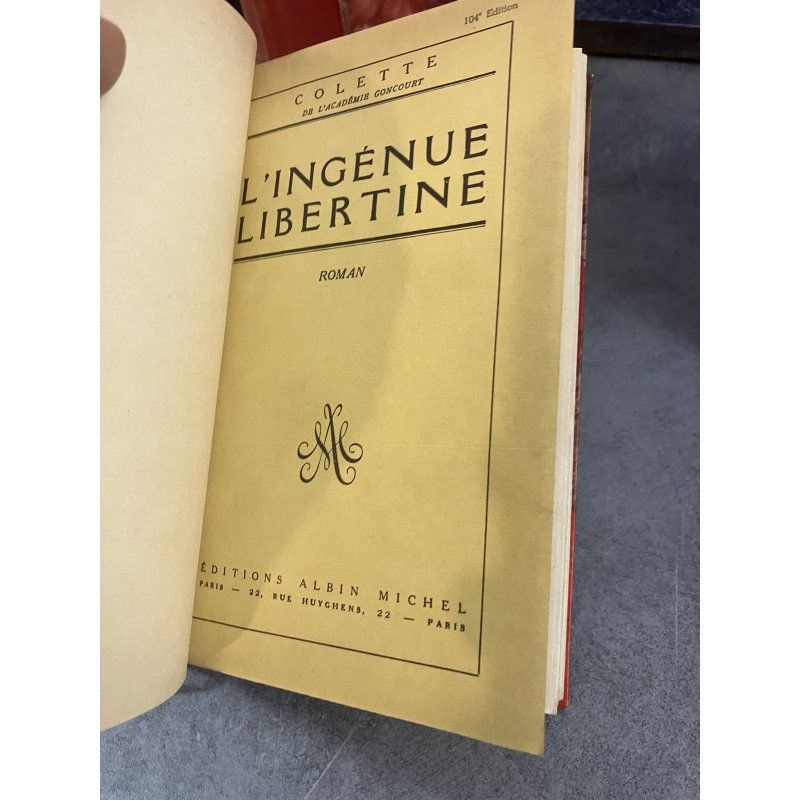 104e Edition
COLETTE
DE L'ACADÉMIE GONCOURT
L'INGÉNUE
LIBERTINE
ROMAN
ÉDITIONS ALBIN MICHEL
PARIS — 22, RUE HUYGHENS, 22 — PARIS